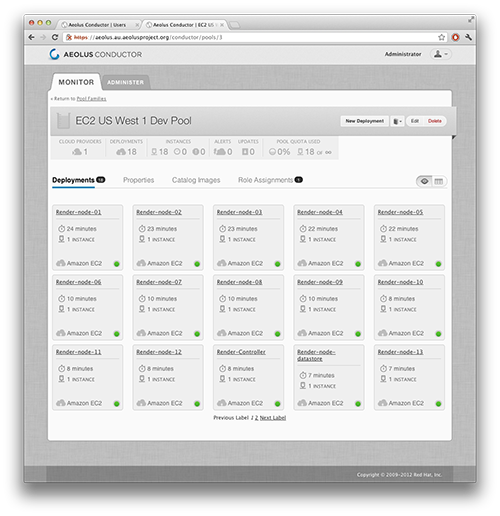 Aeolus Conductor | Users
Aeolus Conductor | EC2 US
https://aeolus.au.aeolusproject.org/conductor/pools/3
AEOLUS CONDUCTOR
Administrator
MONITOR
ADMINISTER
Return to Pool Families
EC2 US West 1 Dev Pool
New Deployment
Edit
Delete
CLOUD PROVIDERS DEPLOYMENTS INSTANCES ALERTS UPDATES POOL QUOTA USED
1 18 18 0 0 0 0 0% 18 OF ∞
Deployments 18 Properties Catalog Images Role Assignments 1
Render-node-01 Render-node-02 Render-node-03 Render-node-04 Render-node-05
24 minutes 23 minutes 23 minutes 22 minutes 22 minutes
1 INSTANCE 1 INSTANCE 1 INSTANCE 1 INSTANCE 1 INSTANCE
Amazon EC2 Amazon EC2 Amazon EC2 Amazon EC2 Amazon EC2
Render-node-06 Render-node-07 Render-node-08 Render-node-09 Render-node-10
10 minutes 10 minutes 10 minutes 10 minutes 8 minutes
1 INSTANCE 1 INSTANCE 1 INSTANCE 1 INSTANCE 1 INSTANCE
Amazon EC2 Amazon EC2 Amazon EC2 Amazon EC2 Amazon EC2
Render-node-11 Render-node-12 Render-Controller Render-node-datastore Render-node-13
8 minutes 8 minutes 8 minutes 7 minutes 7 minutes
1 INSTANCE 1 INSTANCE 1 INSTANCE 1 INSTANCE 1 INSTANCE
Amazon EC2 Amazon EC2 Amazon EC2 Amazon EC2 Amazon EC2
Previous Label 1 2 Next Label
Copyright © 2009-2012 Red Hat, Inc.